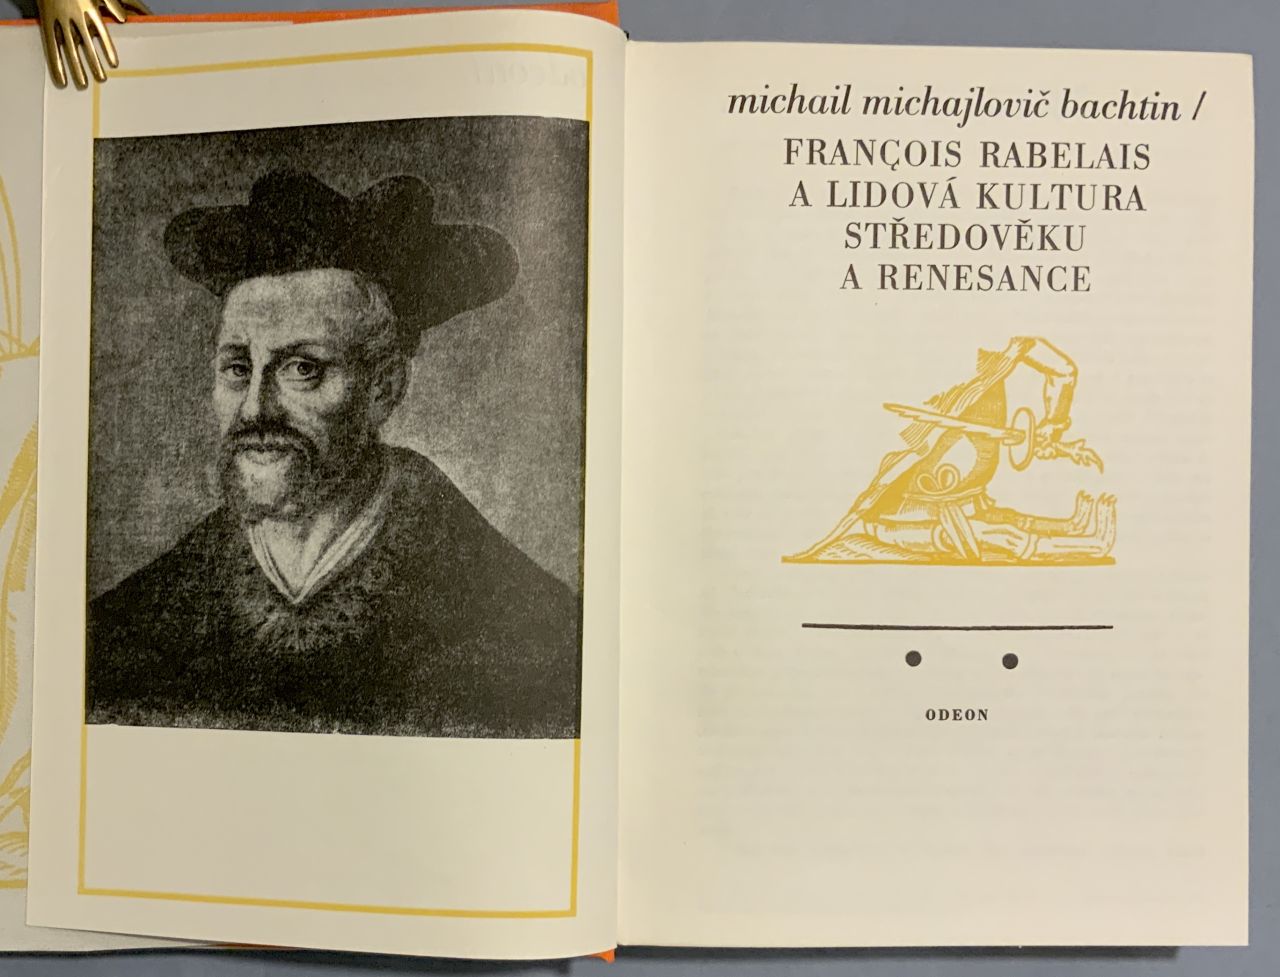 michail michajlovič bachtin /
FRANÇOIS RABELAIS
A LIDOVÁ KULTURA
STŘEDOVĚKU
A RENESANCE
ODEON